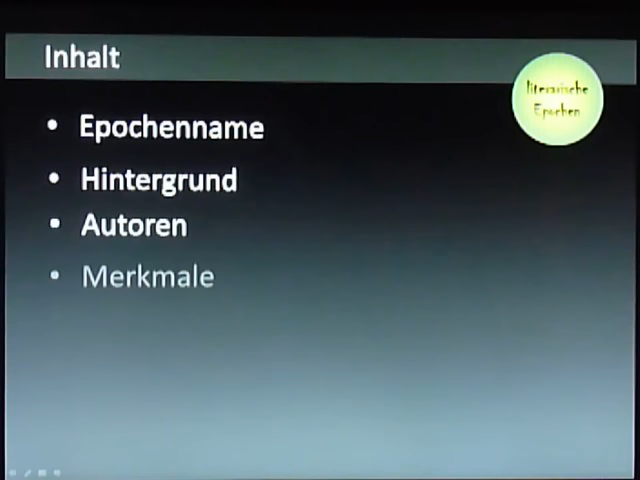 Inhalt
literarische
Epochen
• Epochenname
• Hintergrund
• Autoren
• Merkmale